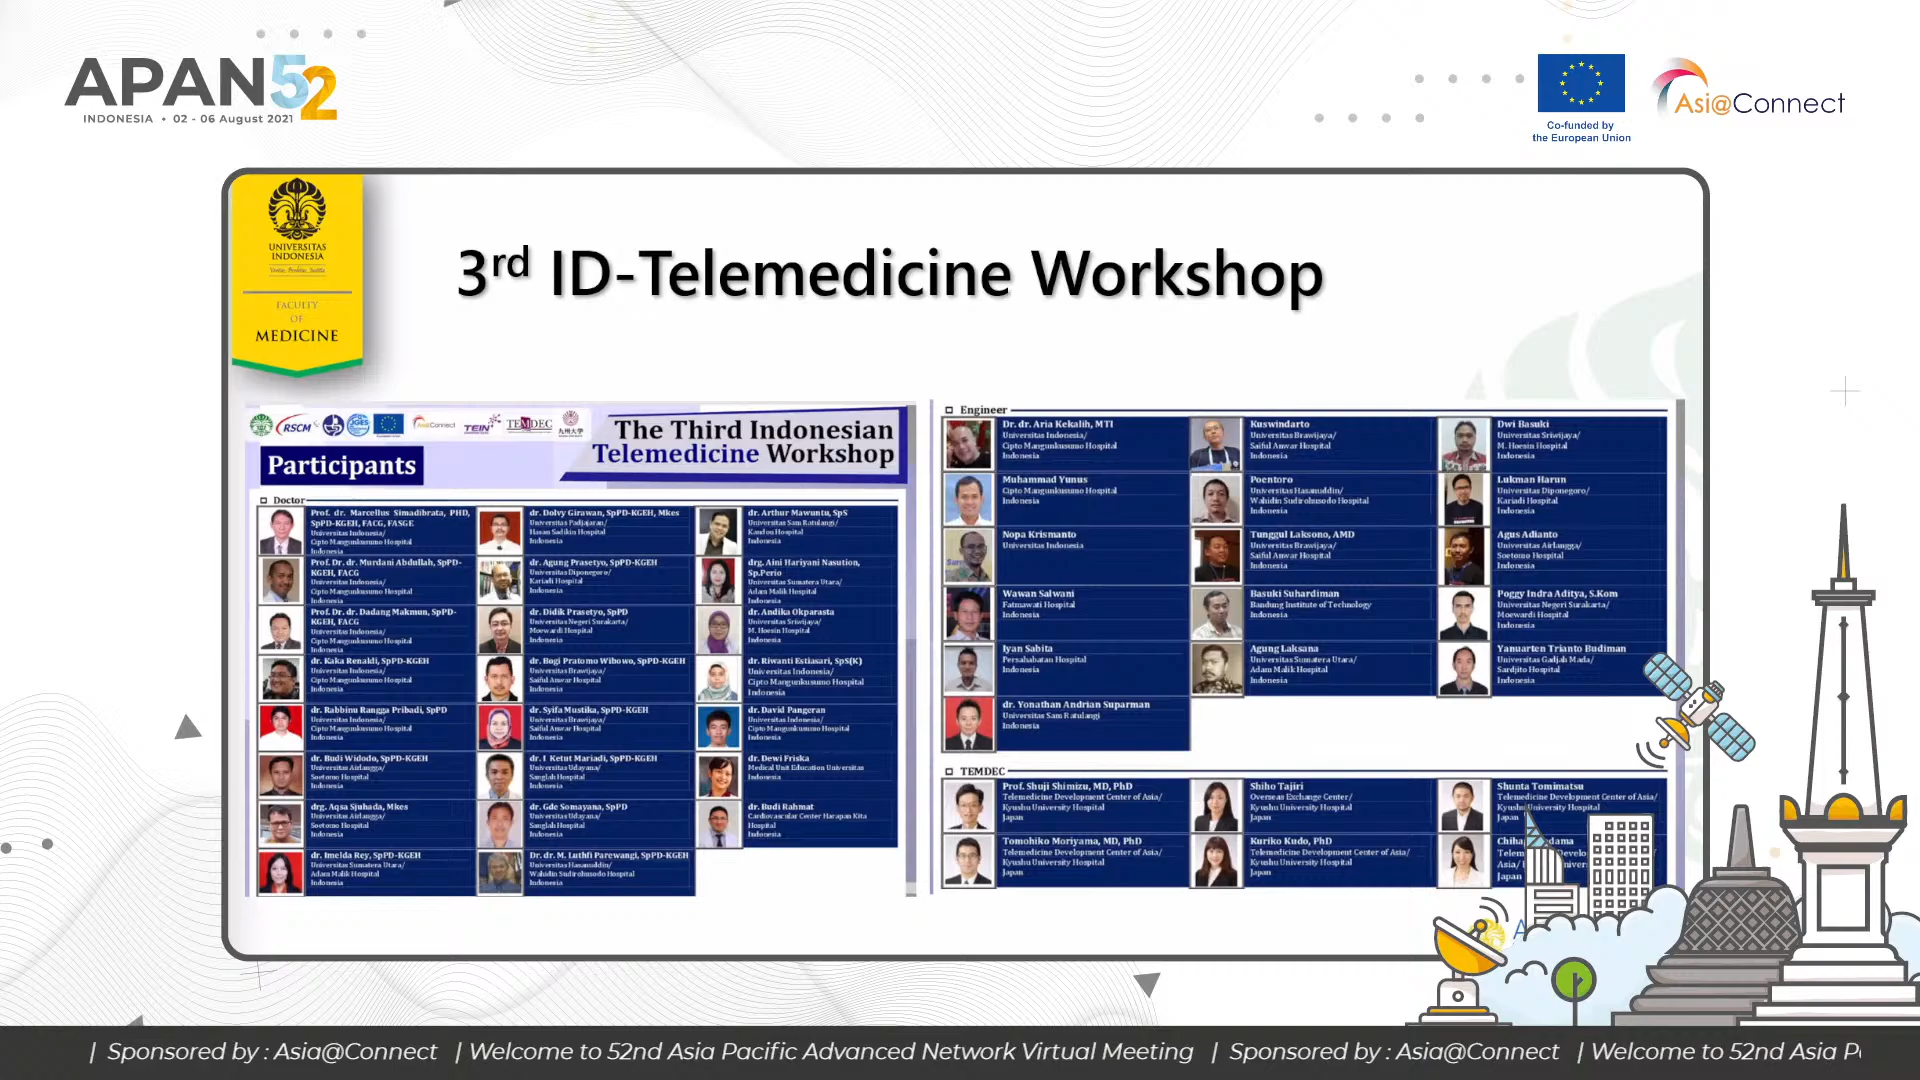 APAN52
INDONESIA • 02 - 06 August 2021
Co-funded by
the European Union
Asi@Connect
UNIVERSITAS
INDONESIA
Veritas, Probitas, Iustitia
FACULTY
OF
MEDICINE
3rd ID-Telemedicine Workshop
RSCM
Asi@Connect
TEIN
TEMDEC
九州大学
The Third Indonesian
Telemedicine Workshop
Participants
Doctor
Prof. dr. Marcellus Simadibrata, PHD,
SpPD-KGEH, FACG, FASGE
Universitas Indonesia/
Cipto Mangunkusumo Hospital
Indonesia
Prof. Dr. dr. Murdani Abdullah, SpPD-
KGEH, FACG
Universitas Indonesia/
Cipto Mangunkusumo Hospital
Indonesia
Prof. Dr. dr. Dadang Makmun, SpPD-
KGEH, FACG
Universitas Indonesia/
Cipto Mangunkusumo Hospital
Indonesia
dr. Kaka Renaldi, SpPD-KGEH
Universitas Indonesia/
Cipto Mangunkusumo Hospital
Indonesia
dr. Rabbinu Rangga Pribadi, SpPD
Universitas Indonesia/
Cipto Mangunkusumo Hospital
Indonesia
dr. Budi Widodo, SpPD-KGEH
Universitas Airlangga/
Soetomo Hospital
Indonesia
drg. Aqsa Sjuhada, Mkes
Universitas Airlangga/
Soetomo Hospital
Indonesia
dr. Imelda Rey, SpPD-KGEH
Universitas Sumatera Utara/
Adam Malik Hospital
Indonesia
dr. Dolvy Girawan, SpPD-KGEH, Mkes
Universitas Padjajaran/
Hasan Sadikin Hospital
Indonesia
dr. Agung Prasetyo, SpPD-KGEH
Universitas Diponegoro/
Kariadi Hospital
Indonesia
dr. Didik Prasetyo, SpPD
Universitas Negeri Surakarta/
Moewardi Hospital
Indonesia
dr. Bogi Pratomo Wibowo, SpPD-KGEH
Universitas Brawijaya/
Saiful Anwar Hospital
Indonesia
dr. Syifa Mustika, SpPD-KGEH
Universitas Brawijaya/
Saiful Anwar Hospital
Indonesia
dr. I Ketut Mariadi, SpPD-KGEH
Universitas Udayana/
Sanglah Hospital
Indonesia
dr. Gde Somayana, SpPD
Universitas Udayana/
Sanglah Hospital
Indonesia
Dr. dr. M. Luthfi Parewangi, SpPD-KGEH
Universitas Hasanuddin/
Wahidin Sudirohusodo Hospital
Indonesia
dr. Arthur Mawuntu, SpS
Universitas Sam Ratulangi/
Kandou Hospital
Indonesia
drg. Aini Hariyani Nasution,
Sp.Perio
Universitas Sumatera Utara/
Adam Malik Hospital
Indonesia
dr. Andika Okparasta
Universitas Sriwijaya/
M. Hoesin Hospital
Indonesia
dr. Riwanti Estiasari, SpS(K)
Universitas Indonesia/
Cipto Mangunkusumo Hospital
Indonesia
dr. David Pangeran
Universitas Indonesia/
Cipto Mangunkusumo Hospital
Indonesia
dr. Dewi Friska
Medical Unit Education Universitas
Indonesia
dr. Budi Rahmat
Cardiovascular Center Harapan Kita
Hospital
Indonesia
Engineer
Dr. dr. Aria Kekalih, MTI
Universitas Indonesia/
Cipto Mangunkusumo Hospital
Indonesia
Muhammad Yunus
Cipto Mangunkusumo Hospital
Indonesia
Nopa Krismanto
Universitas Indonesia
Wawan Salwani
Fatmawati Hospital
Indonesia
Iyan Sabita
Persahabatan Hospital
Indonesia
dr. Yonathan Andrian Suparman
Universitas Sam Ratulangi
Indonesia
Kuswindarto
Universitas Brawijaya/
Saiful Anwar Hospital
Indonesia
Poentoro
Universitas Hasanuddin/
Wahidin Sudirohusodo Hospital
Indonesia
Tunggul Laksono, AMD
Universitas Brawijaya/
Saiful Anwar Hospital
Indonesia
Basuki Suhardiman
Bandung Institute of Technology
Indonesia
Agung Laksana
Universitas Sumatera Utara/
Adam Malik Hospital
Indonesia
Dwi Basuki
Universitas Sriwijaya/
M. Hoesin Hospital
Indonesia
Lukman Harun
Universitas Diponegoro/
Kariadi Hospital
Indonesia
Agus Adianto
Universitas Airlangga/
Soetomo Hospital
Indonesia
Poggy Indra Aditya, S.Kom
Universitas Negeri Surakarta/
Moewardi Hospital
Indonesia
Yanuarten Trianto Budiman
Universitas Gadjah Mada/
Sardjito Hospital
Indonesia
TEMDEC
Prof. Shuji Shimizu, MD, PhD
Telemedicine Development Center of Asia/
Kyushu University Hospital
Japan
Tomohiko Moriyama, MD, PhD
Telemedicine Development Center of Asia/
Kyushu University Hospital
Japan
Shiho Tajiri
Overseas Exchange Center/
Kyushu University Hospital
Japan
Kuriko Kudo, PhD
Telemedicine Development Center of Asia/
Kyushu University Hospital
Japan
Shunta Tomimatsu
Telemedicine Development Center of Asia/
Kyushu University Hospital
Japan
Asia/
Japan
| Sponsored by : Asia@Connect | Welcome to 52nd Asia Pacific Advanced Network Virtual Meeting | Sponsored by : Asia@Connect | Welcome to 52nd Asia